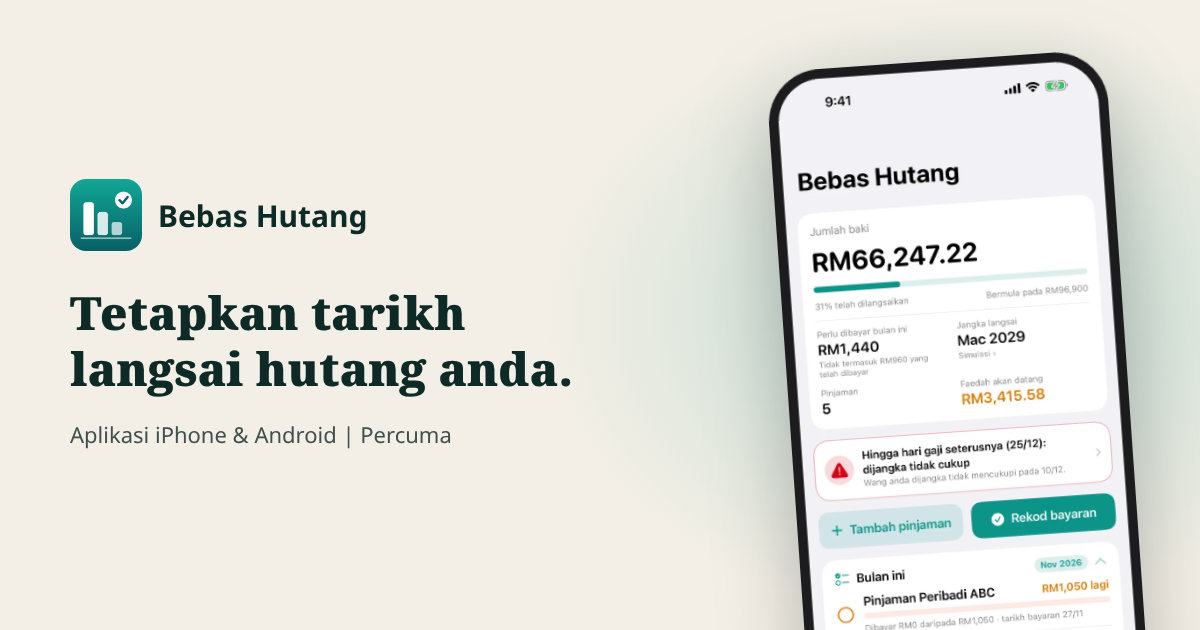 Bebas Hutang
Tetapkan tarikh
langsai hutang anda.
Aplikasi iPhone & Android | Percuma
9:41
Bebas Hutang
Jumlah baki
RM66,247.22
31% telah dilangsaikan
Bermula pada RM96,900
Perlu dibayar bulan ini
RM1,440
Tidak termasuk RM960 yang
telah dibayar
Jangka langsai
Mac 2029
Simulasi ›
Pinjaman
5
Faedah akan datang
RM3,415.58
Hingga hari gaji seterusnya (25/12):
dijangka tidak cukup
Wang anda dijangka tidak mencukupi pada 10/12.
+ Tambah pinjaman
Rekod bayaran
Bulan ini
Nov 2026
Pinjaman Peribadi ABC
RM1,050 lagi
Dibayar RM0 daripada RM1,050 · tarikh bayaran 27/11